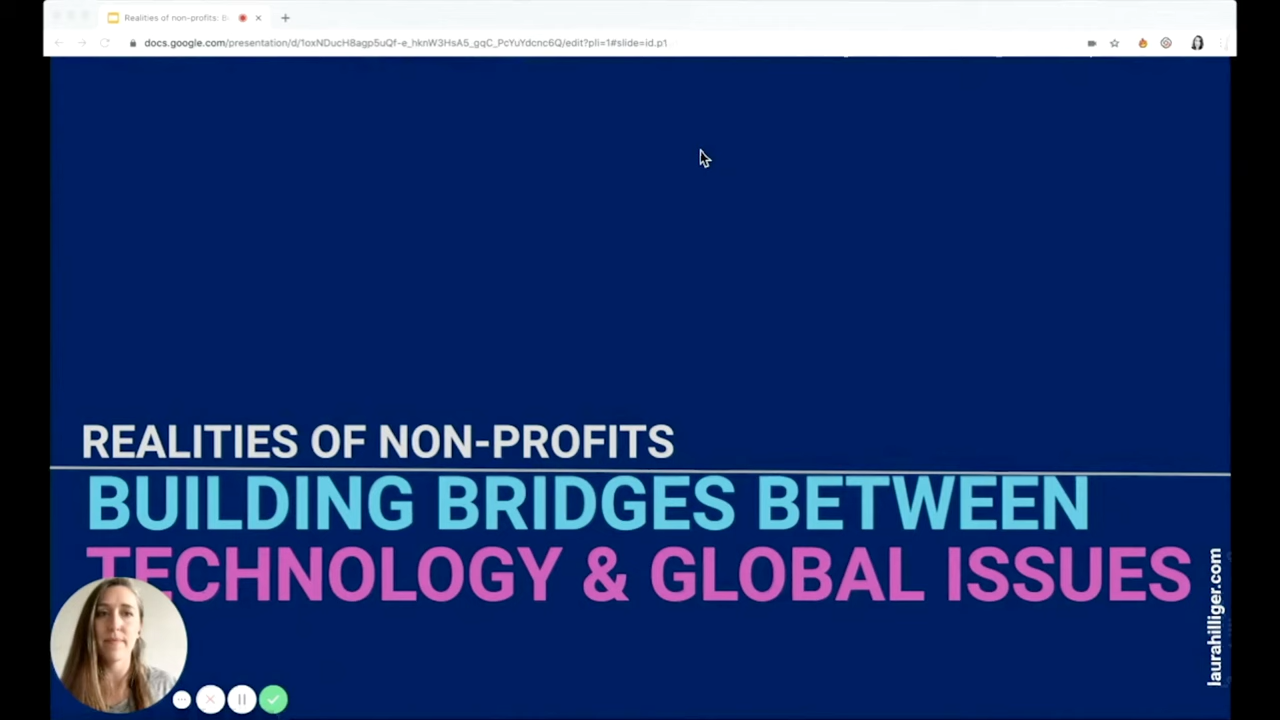 Realities of non-profits: B
docs.google.com/presentation/d/1oxNDucH8agp5uQf-e_hknW3HsA5_gqC_PcYuYdcnc6Q/edit?pli=1#slide=id.p1
REALITIES OF NON-PROFITS
BUILDING BRIDGES BETWEEN
TECHNOLOGY & GLOBAL ISSUES
laurahilliger.com